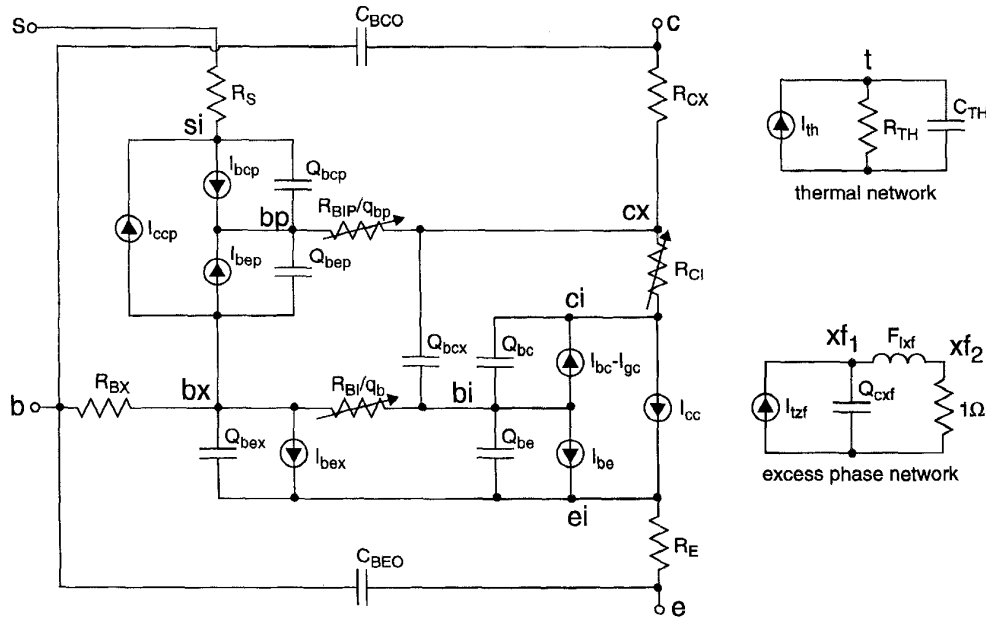 s
C_BCO
c
R_S
R_CX
t
I_th
R_TH
C_TH
thermal network
si
I_bcp
Q_bcp
I_ccp
bp
R_BIP/q_bp
cx
I_bep
Q_bep
R_CI
ci
Q_bcx
Q_bc
I_bc-I_gc
xf_1
F_lxf
xf_2
R_BX
bx
R_BI/q_b
bi
b
I_cc
I_tzf
Q_cxf
1Ω
Q_bex
I_bex
Q_be
I_be
excess phase network
ei
R_E
C_BEO
e